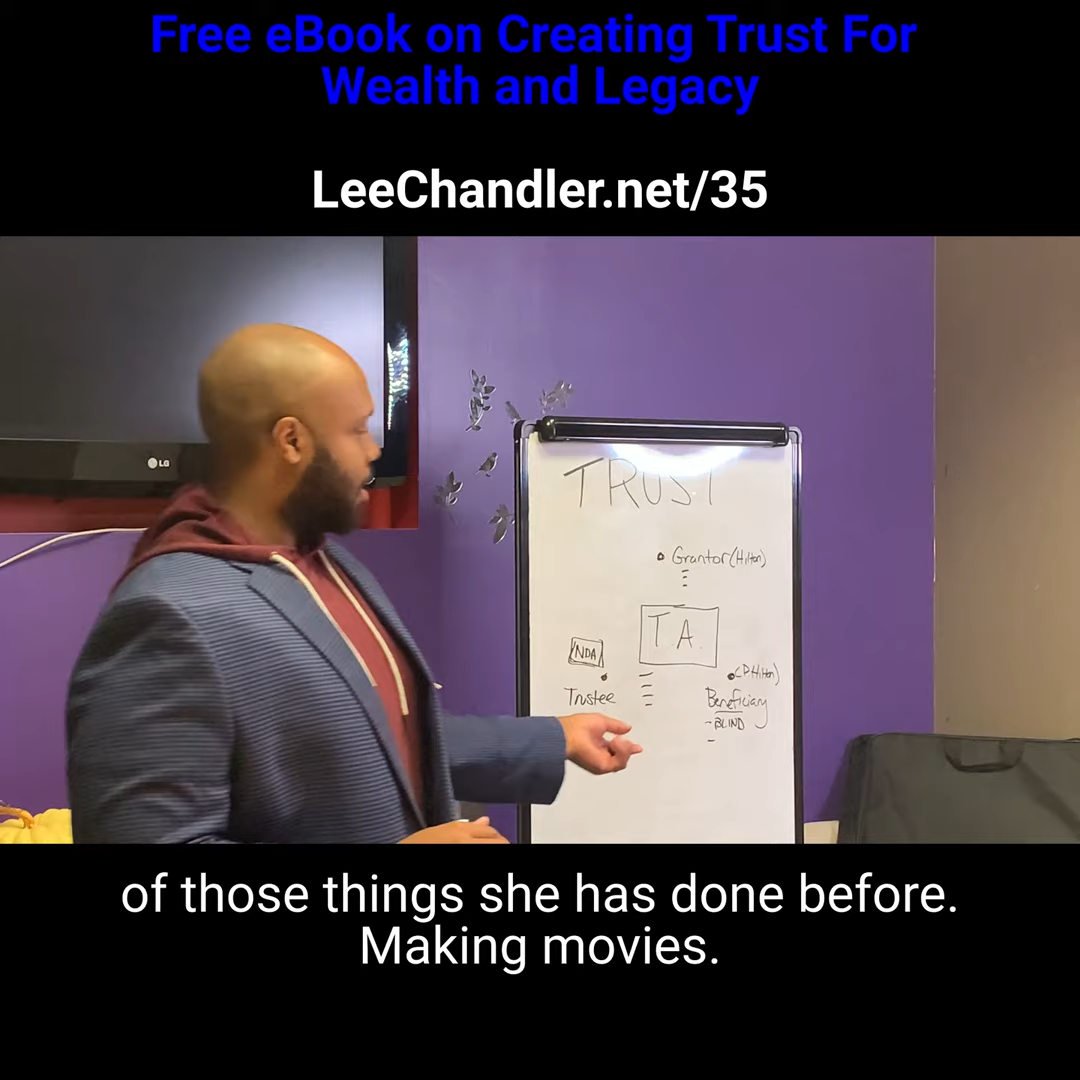 Free eBook on Creating Trust For
Wealth and Legacy
LeeChandler.net/35
LG
TRUST
Grantor (Hilton)
T A.
NDA
(P. Hilton)
Trustee
Beneficiary
- BLIND
-
of those things she has done before.
Making movies.